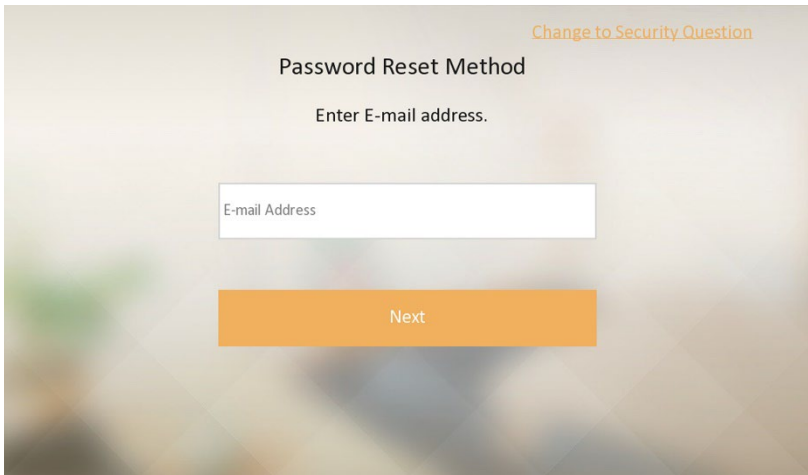 Change to Security Question
Password Reset Method
Enter E-mail address.
E-mail Address
Next